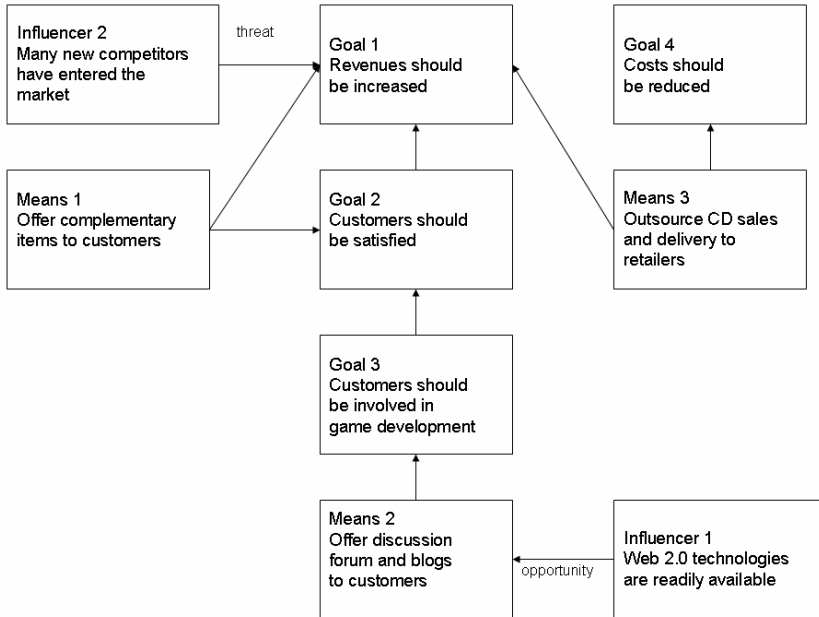 Influencer 2
Many new competitors
have entered the
market
threat
Goal 1
Revenues should
be increased
Goal 4
Costs should
be reduced
Means 1
Offer complementary
items to customers
Goal 2
Customers should
be satisfied
Means 3
Outsource CD sales
and delivery to
retailers
Goal 3
Customers should
be involved in
game development
Means 2
Offer discussion
forum and blogs
to customers
opportunity
Influencer 1
Web 2.0 technologies
are readily available